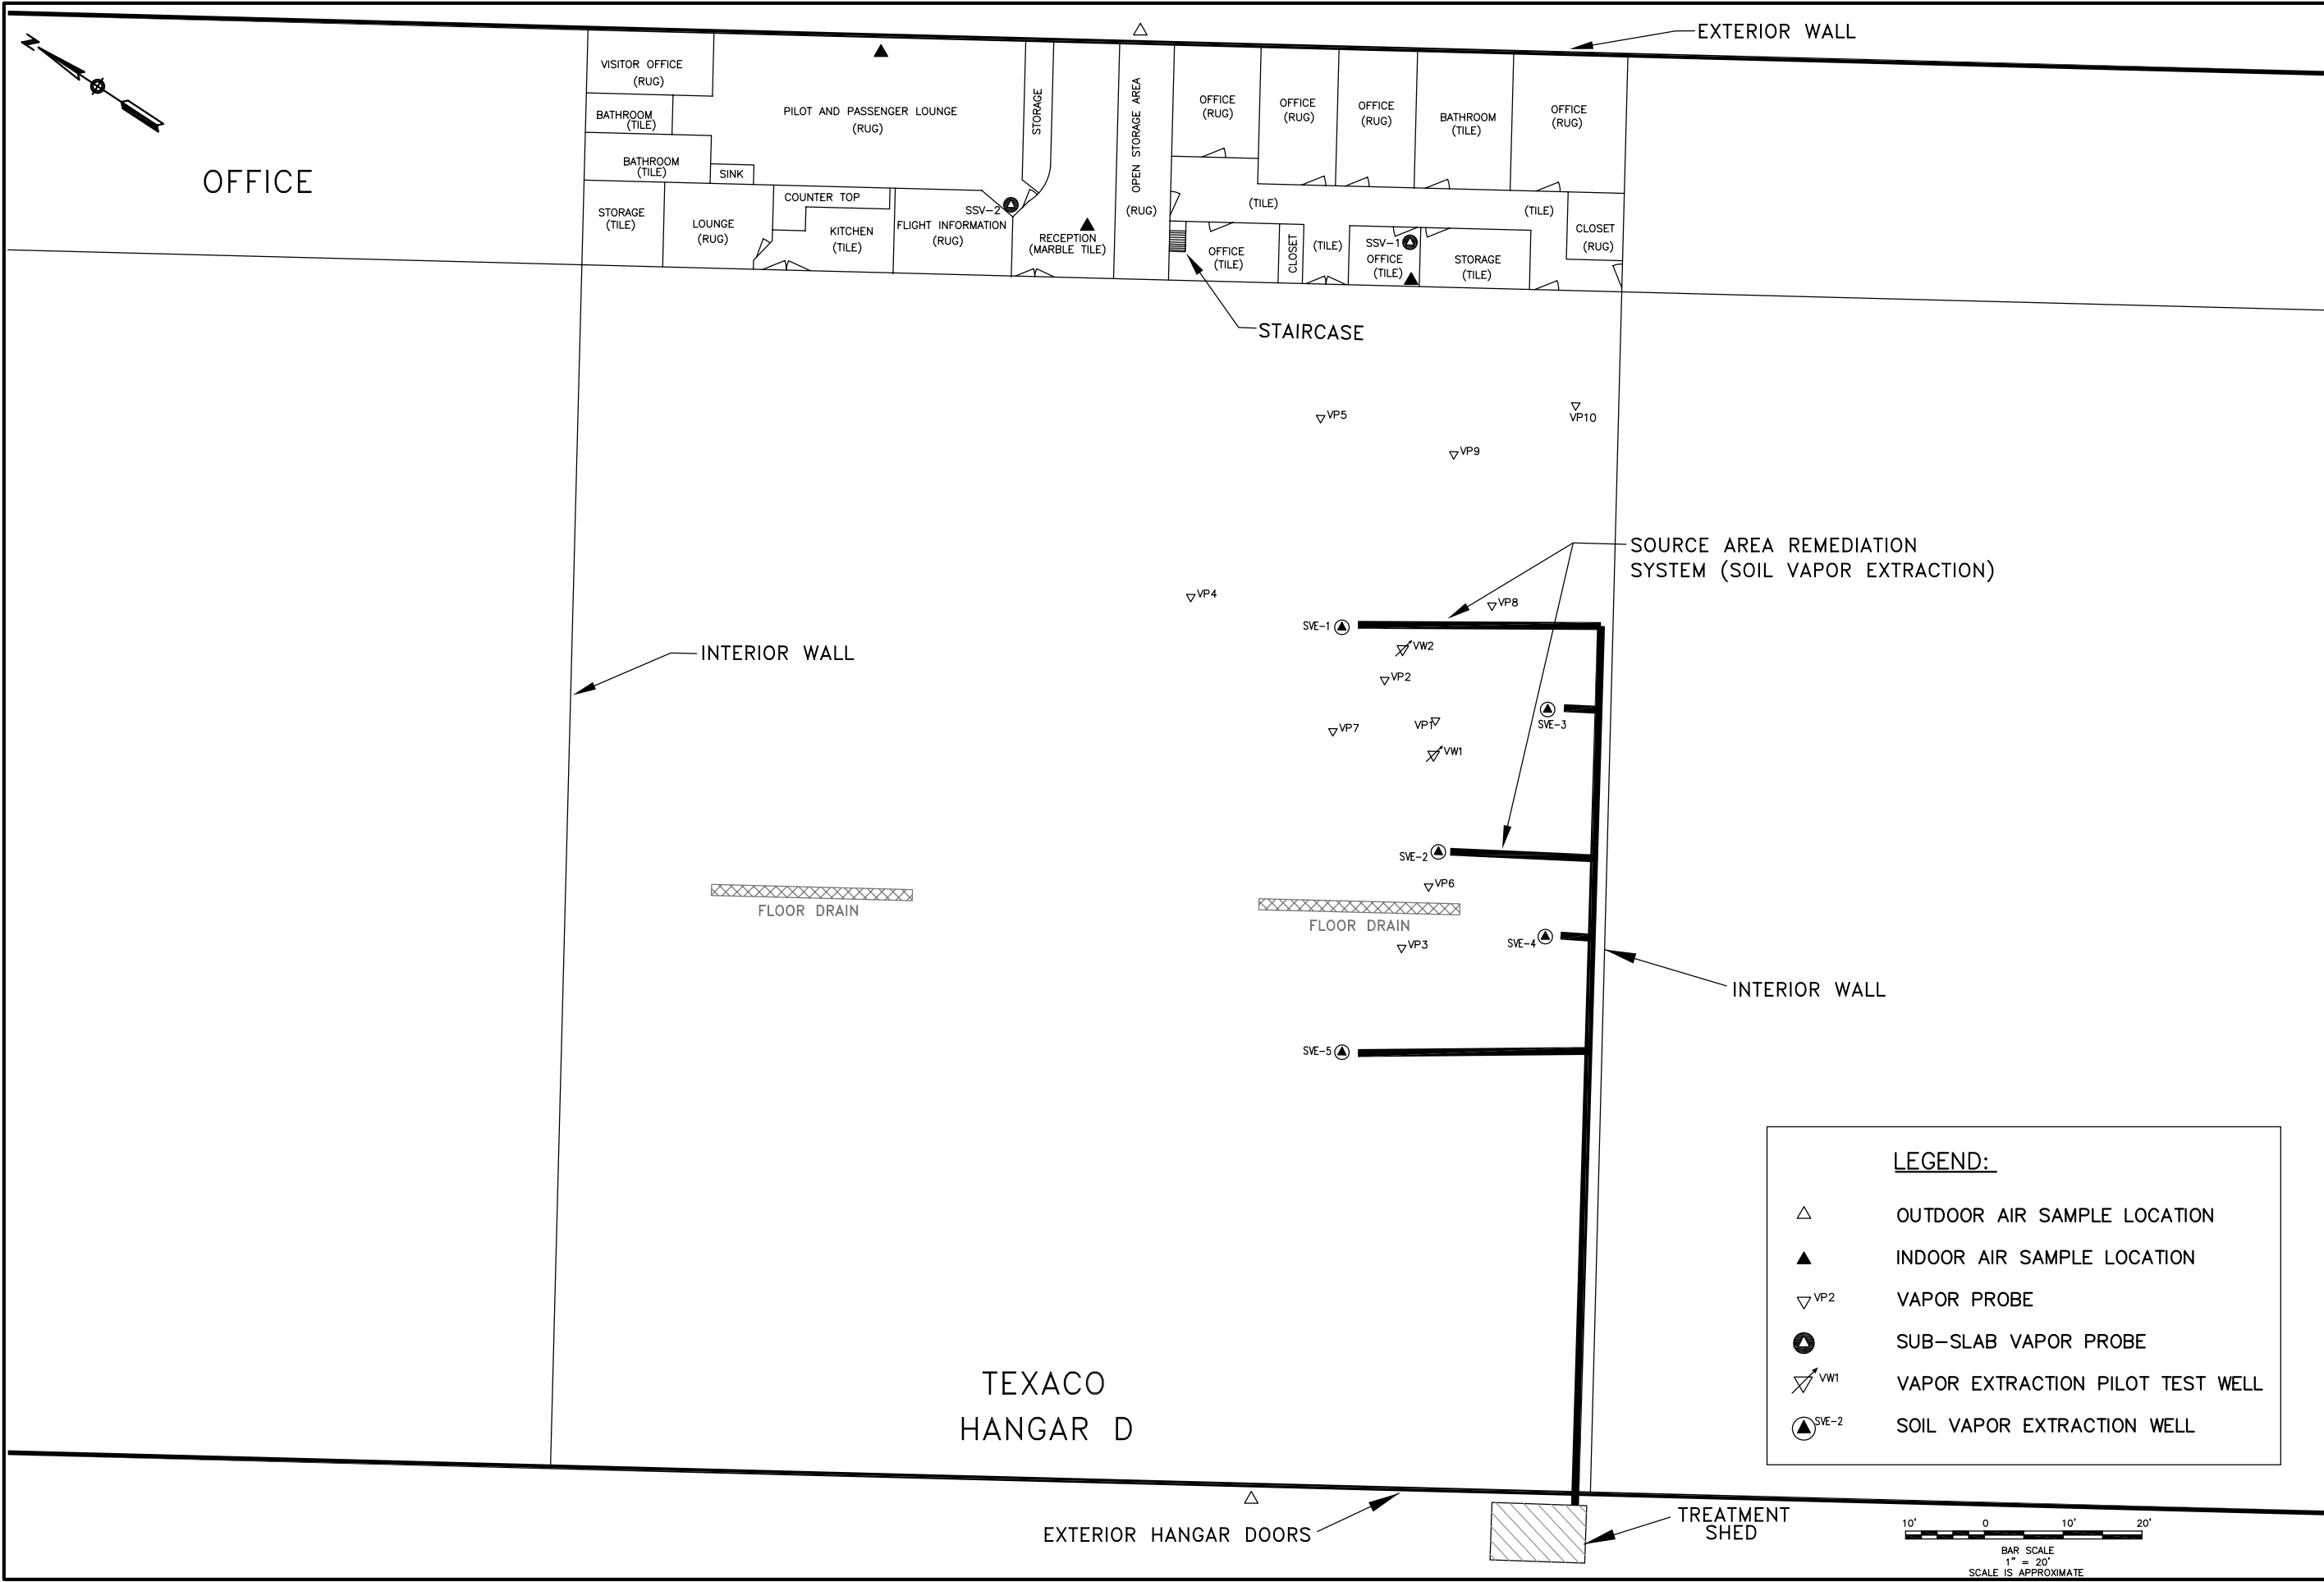 EXTERIOR WALL
N
OFFICE
VISITOR OFFICE
(RUG)
BATHROOM
(TILE)
BATHROOM
(TILE)
SINK
PILOT AND PASSENGER LOUNGE
(RUG)
STORAGE
OPEN STORAGE AREA
(RUG)
OFFICE
(RUG)
OFFICE
(RUG)
OFFICE
(RUG)
BATHROOM
(TILE)
OFFICE
(RUG)
STORAGE
(TILE)
LOUNGE
(RUG)
COUNTER TOP
KITCHEN
(TILE)
SSV-2
FLIGHT INFORMATION
(RUG)
RECEPTION
(MARBLE TILE)
(TILE)
(TILE)
OFFICE
(TILE)
CLOSET
(TILE)
SSV-1
OFFICE
(TILE)
STORAGE
(TILE)
CLOSET
(RUG)
STAIRCASE
VP5
VP10
VP9
SOURCE AREA REMEDIATION
SYSTEM (SOIL VAPOR EXTRACTION)
VP4
VP8
SVE-1
VW2
INTERIOR WALL
VP2
VP7
VP1
SVE-3
VW1
SVE-2
VP6
FLOOR DRAIN
FLOOR DRAIN
VP3
SVE-4
INTERIOR WALL
SVE-5
TEXACO
HANGAR D
EXTERIOR HANGAR DOORS
TREATMENT
SHED
LEGEND:
OUTDOOR AIR SAMPLE LOCATION
INDOOR AIR SAMPLE LOCATION
VP2 VAPOR PROBE
SUB-SLAB VAPOR PROBE
VW1 VAPOR EXTRACTION PILOT TEST WELL
SVE-2 SOIL VAPOR EXTRACTION WELL
10' 0 10' 20'
BAR SCALE
1" = 20'
SCALE IS APPROXIMATE